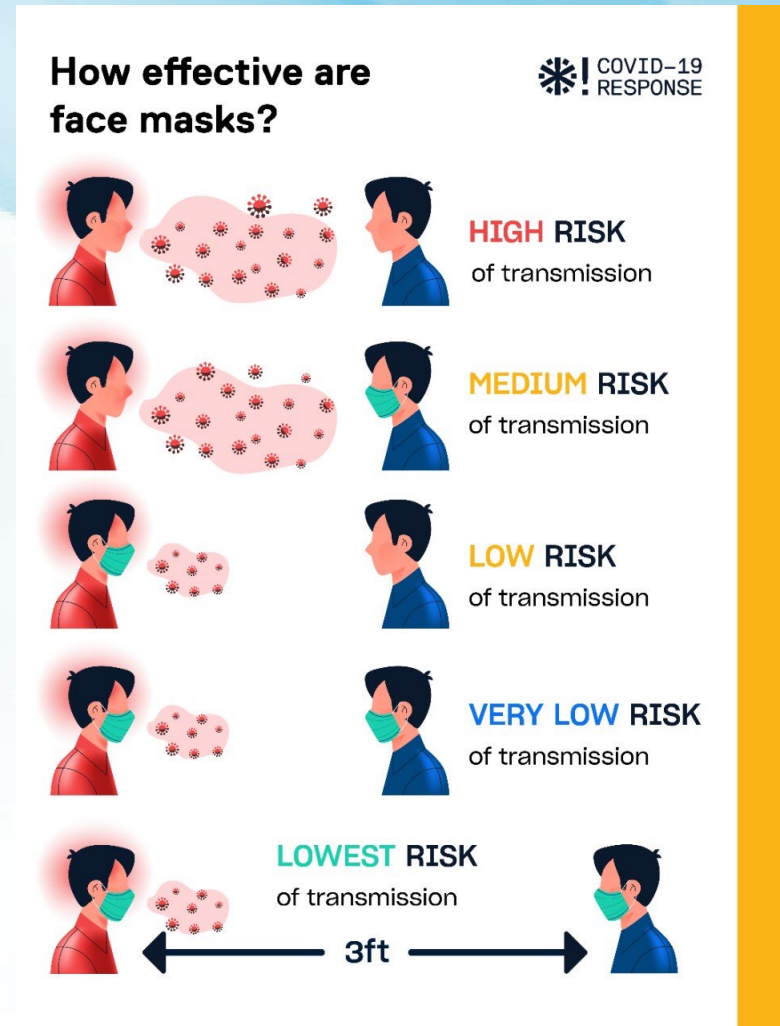 How effective are
face masks?
COVID-19
RESPONSE
HIGH RISK
of transmission
MEDIUM RISK
of transmission
LOW RISK
of transmission
VERY LOW RISK
of transmission
LOWEST RISK
of transmission
3ft